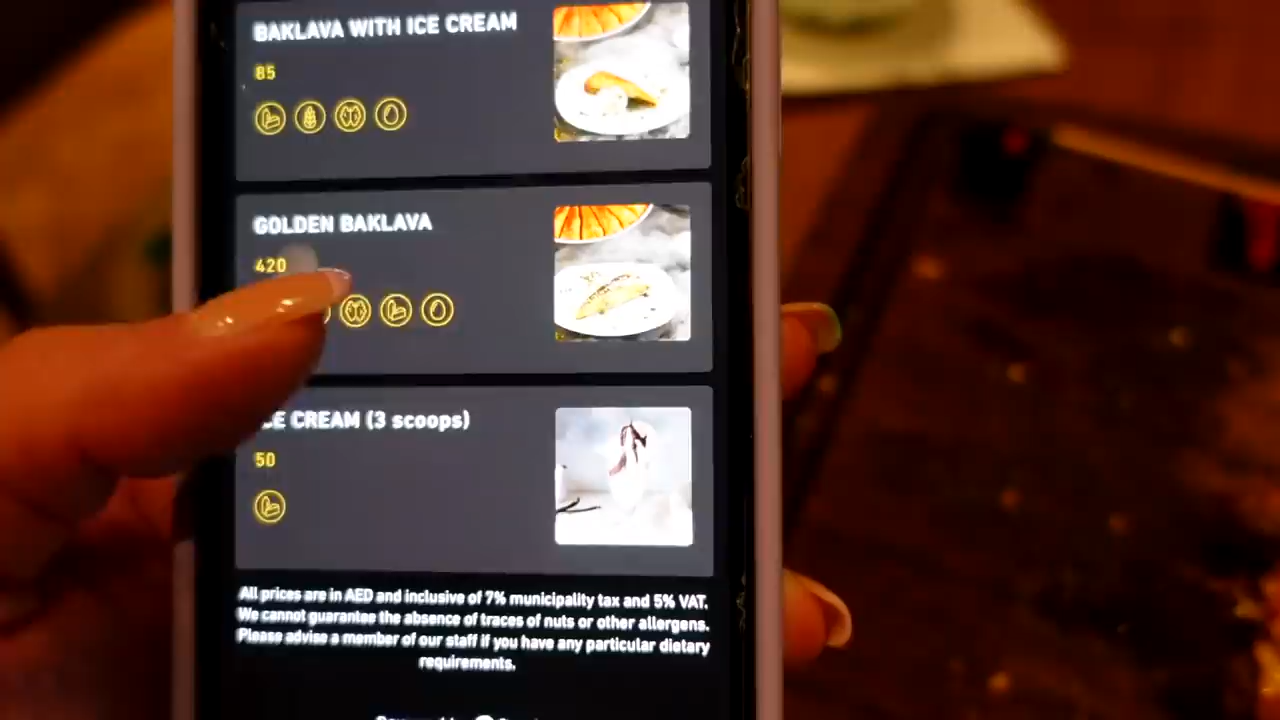 BAKLAVA WITH ICE CREAM
85
GOLDEN BAKLAVA
420
CE CREAM (3 scoops)
50
All prices are in AED and inclusive of 7% municipality tax and 5% VAT.
We cannot guarantee the absence of traces of nuts or other allergens.
Please advise a member of our staff if you have any particular dietary
requirements.